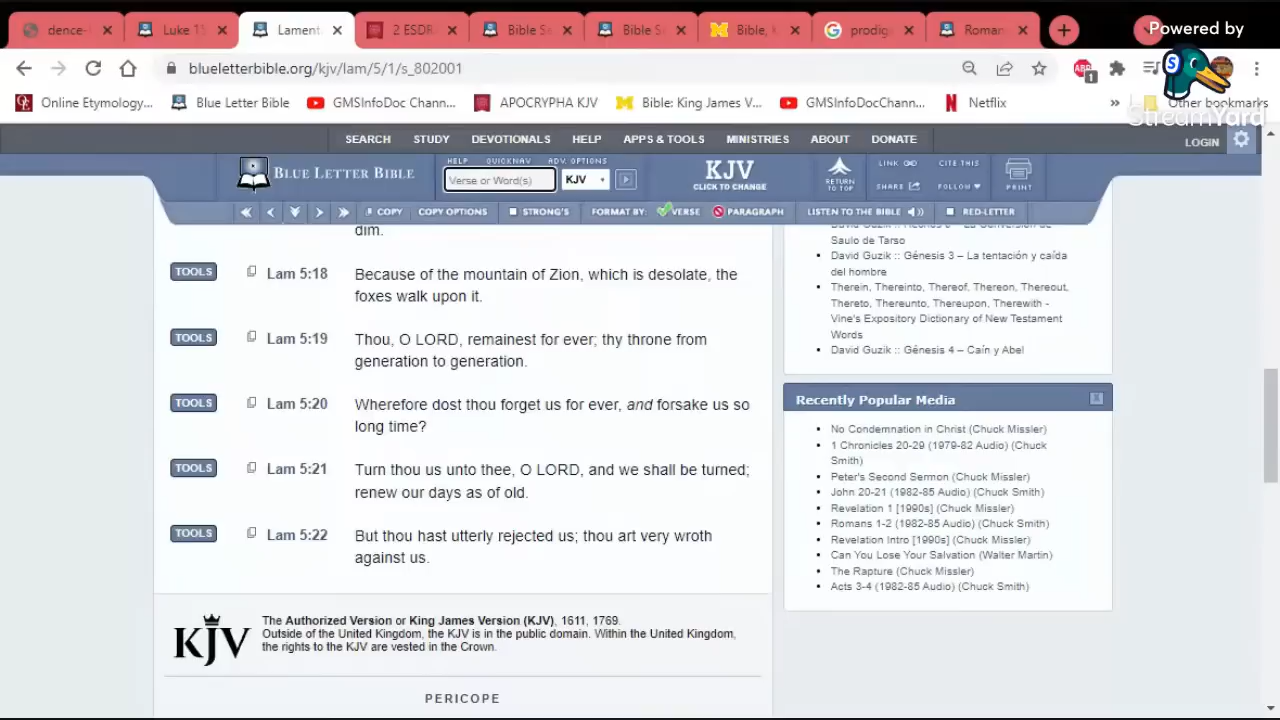 dence-
Luke 1
Lament
2 ESDR
Bible Se
Bible S
Bible, K
prodig
Roman
Powered by
blueletterbible.org/kjv/lam/5/1/s_802001
1
StreamYard
Online Etymology...
Blue Letter Bible
GMSInfoDoc Chann...
APOCRYPHA KJV
Bible: King James V...
GMSInfoDocChann...
Netflix
»
Other bookmarks
SEARCH STUDY DEVOTIONALS HELP APPS & TOOLS MINISTRIES ABOUT DONATE
LOGIN
BLUE LETTER BIBLE
HELP QUICKNAV ADV. OPTIONS
Verse or Word(s)
KJV
KJV
CLICK TO CHANGE
RETURN
TO TOP
LINK
CITE THIS
SHARE
FOLLOW
PRINT
COPY COPY OPTIONS STRONG'S FORMAT BY: VERSE PARAGRAPH LISTEN TO THE BIBLE RED-LETTER
dim.
TOOLS Lam 5:18 Because of the mountain of Zion, which is desolate, the
foxes walk upon it.
TOOLS Lam 5:19 Thou, O LORD, remainest for ever; thy throne from
generation to generation.
TOOLS Lam 5:20 Wherefore dost thou forget us for ever, and forsake us so
long time?
TOOLS Lam 5:21 Turn thou us unto thee, O LORD, and we shall be turned;
renew our days as of old.
TOOLS Lam 5:22 But thou hast utterly rejected us; thou art very wroth
against us.
KJV
The Authorized Version or King James Version (KJV), 1611, 1769.
Outside of the United Kingdom, the KJV is in the public domain. Within the United Kingdom,
the rights to the KJV are vested in the Crown.
PERICOPE
Saulo de Tarso
David Guzik :: Génesis 3 – La tentación y caída
del hombre
Therein, Thereinto, Thereof, Thereon, Thereout,
Thereto, Thereunto, Thereupon, Therewith -
Vine's Expository Dictionary of New Testament
Words
David Guzik :: Génesis 4 – Caín y Abel
Recently Popular Media
No Condemnation in Christ (Chuck Missler)
1 Chronicles 20-29 (1979-82 Audio) (Chuck
Smith)
Peter's Second Sermon (Chuck Missler)
John 20-21 (1982-85 Audio) (Chuck Smith)
Revelation 1 [1990s] (Chuck Missler)
Romans 1-2 (1982-85 Audio) (Chuck Smith)
Revelation Intro [1990s] (Chuck Missler)
Can You Lose Your Salvation (Walter Martin)
The Rapture (Chuck Missler)
Acts 3-4 (1982-85 Audio) (Chuck Smith)